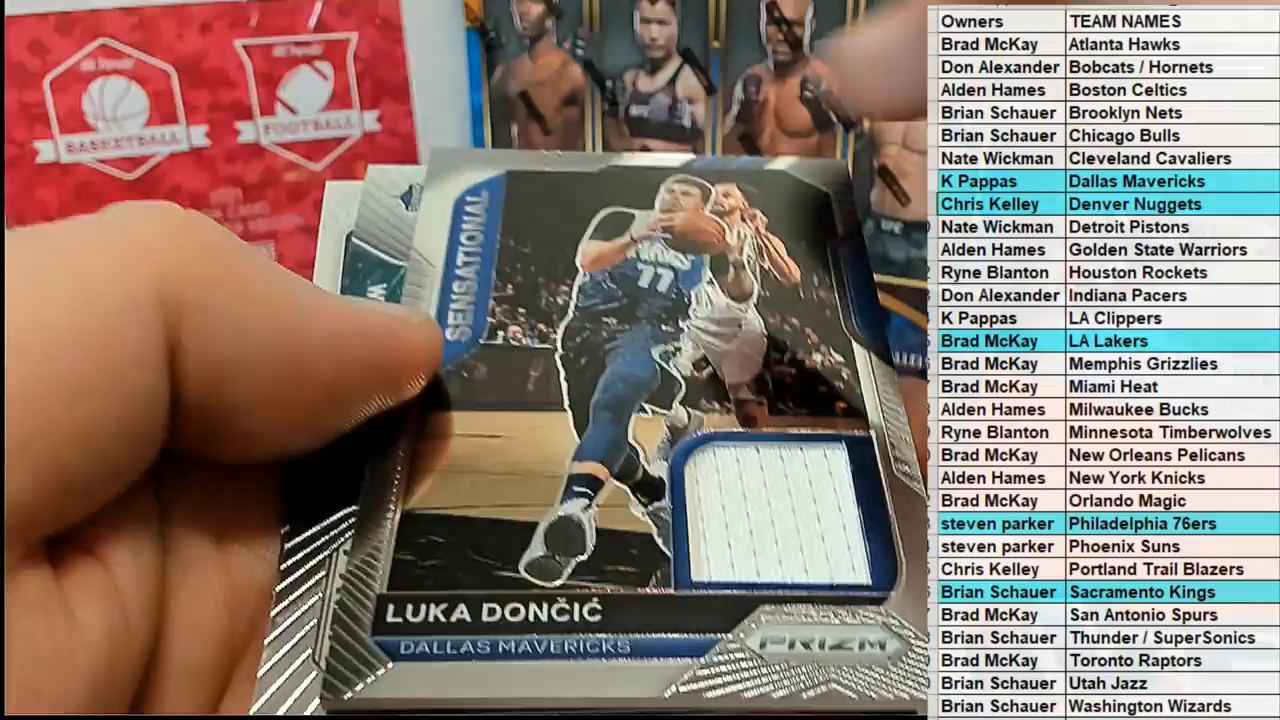 BASKETBALL
FOOTBALL
SENSATIONAL
77
LUKA DONČIĆ
DALLAS MAVERICKS
PRIZM
Owners TEAM NAMES
Brad McKay Atlanta Hawks
Don Alexander Bobcats / Hornets
Alden Hames Boston Celtics
Brian Schauer Brooklyn Nets
Brian Schauer Chicago Bulls
Nate Wickman Cleveland Cavaliers
K Pappas Dallas Mavericks
Chris Kelley Denver Nuggets
Nate Wickman Detroit Pistons
Alden Hames Golden State Warriors
Ryne Blanton Houston Rockets
Don Alexander Indiana Pacers
K Pappas LA Clippers
Brad McKay LA Lakers
Brad McKay Memphis Grizzlies
Brad McKay Miami Heat
Alden Hames Milwaukee Bucks
Ryne Blanton Minnesota Timberwolves
Brad McKay New Orleans Pelicans
Alden Hames New York Knicks
Brad McKay Orlando Magic
steven parker Philadelphia 76ers
steven parker Phoenix Suns
Chris Kelley Portland Trail Blazers
Brian Schauer Sacramento Kings
Brad McKay San Antonio Spurs
Brian Schauer Thunder / SuperSonics
Brad McKay Toronto Raptors
Brian Schauer Utah Jazz
Brian Schauer Washington Wizards